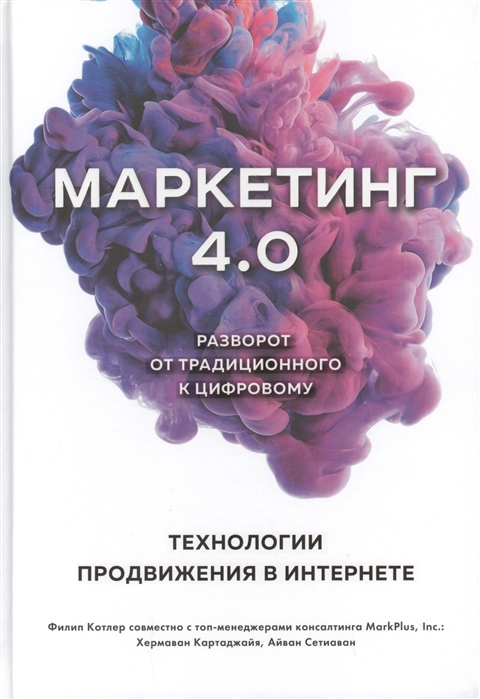 МАРКЕТИНГ
4.0
РАЗВОРОТ
ОТ ТРАДИЦИОННОГО
К ЦИФРОВОМУ
ТЕХНОЛОГИИ
ПРОДВИЖЕНИЯ В ИНТЕРНЕТЕ
Филип Котлер совместно с топ-менеджерами консалтинга MarkPlus, Inc.:
Хермаван Картаджайя, Айван Сетиаван